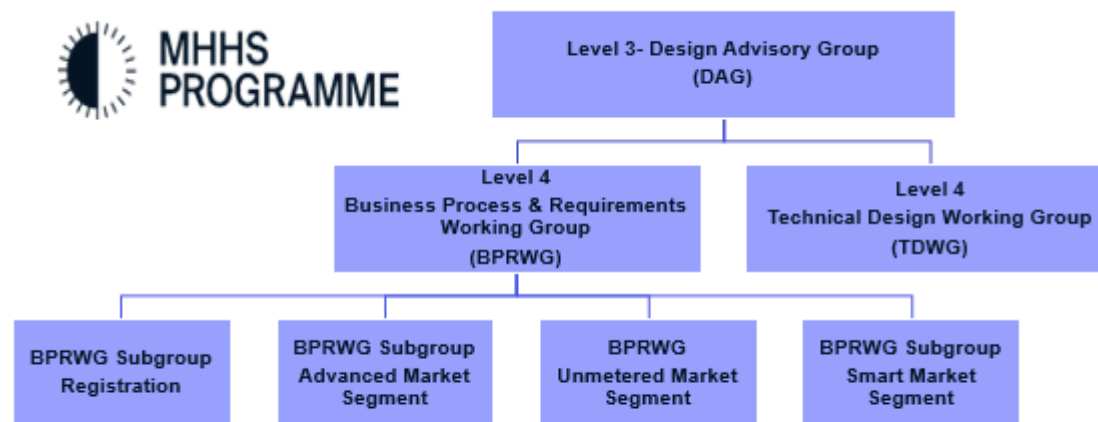 MHHS
PROGRAMME
Level 3- Design Advisory Group
(DAG)
Level 4
Business Process & Requirements
Working Group
(BPRWG)
Level 4
Technical Design Working Group
(TDWG)
BPRWG Subgroup
Registration
BPRWG Subgroup
Advanced Market
Segment
BPRWG
Unmetered Market
Segment
BPRWG Subgroup
Smart Market
Segment